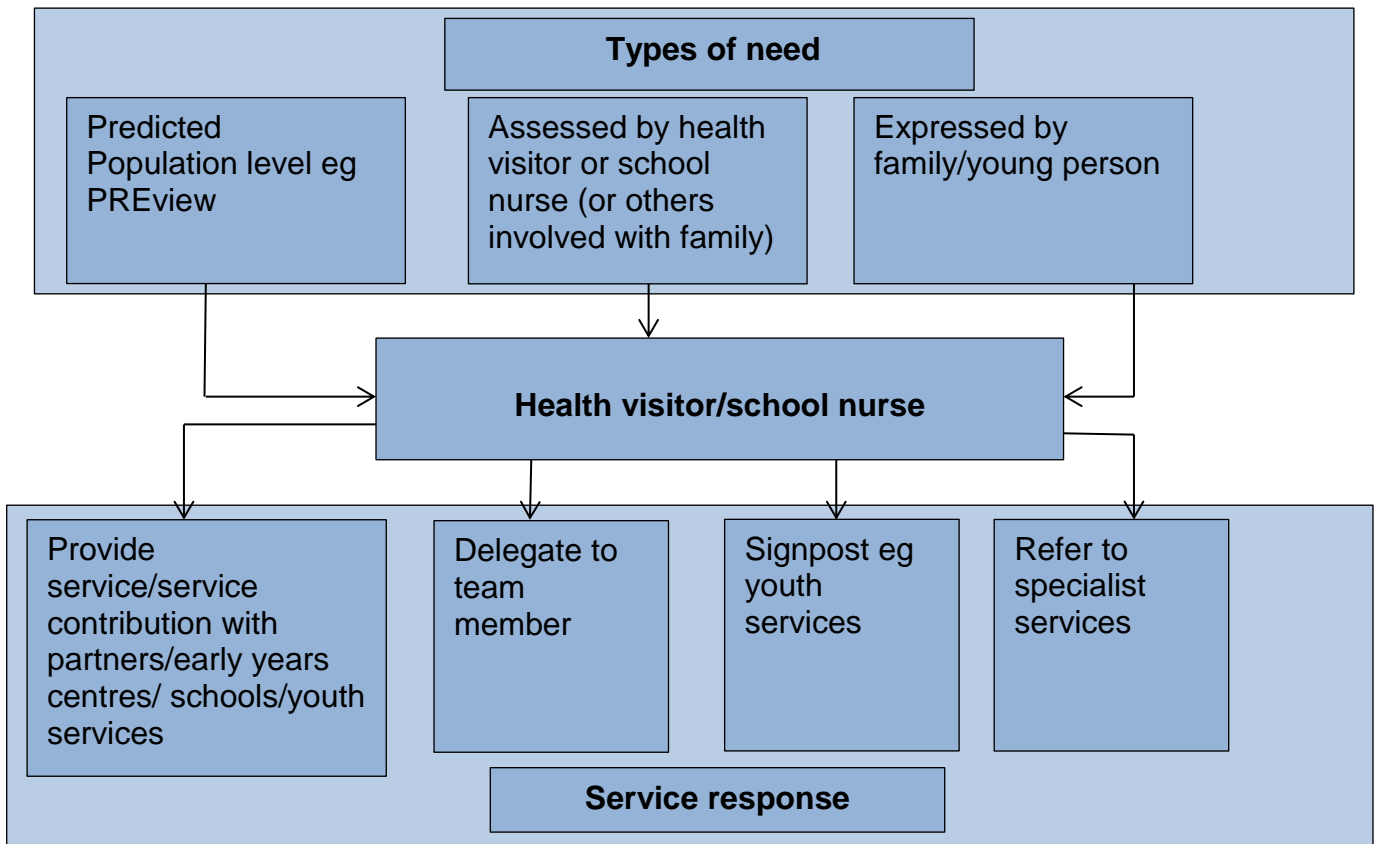 Types of need
Predicted
Population level eg
PREview
Assessed by health
visitor or school
nurse (or others
involved with family)
Expressed by
family/young person
Health visitor/school nurse
Provide
service/service
contribution with
partners/early years
centres/ schools/youth
services
Delegate to
team
member
Signpost eg
youth
services
Refer to
specialist
services
Service response